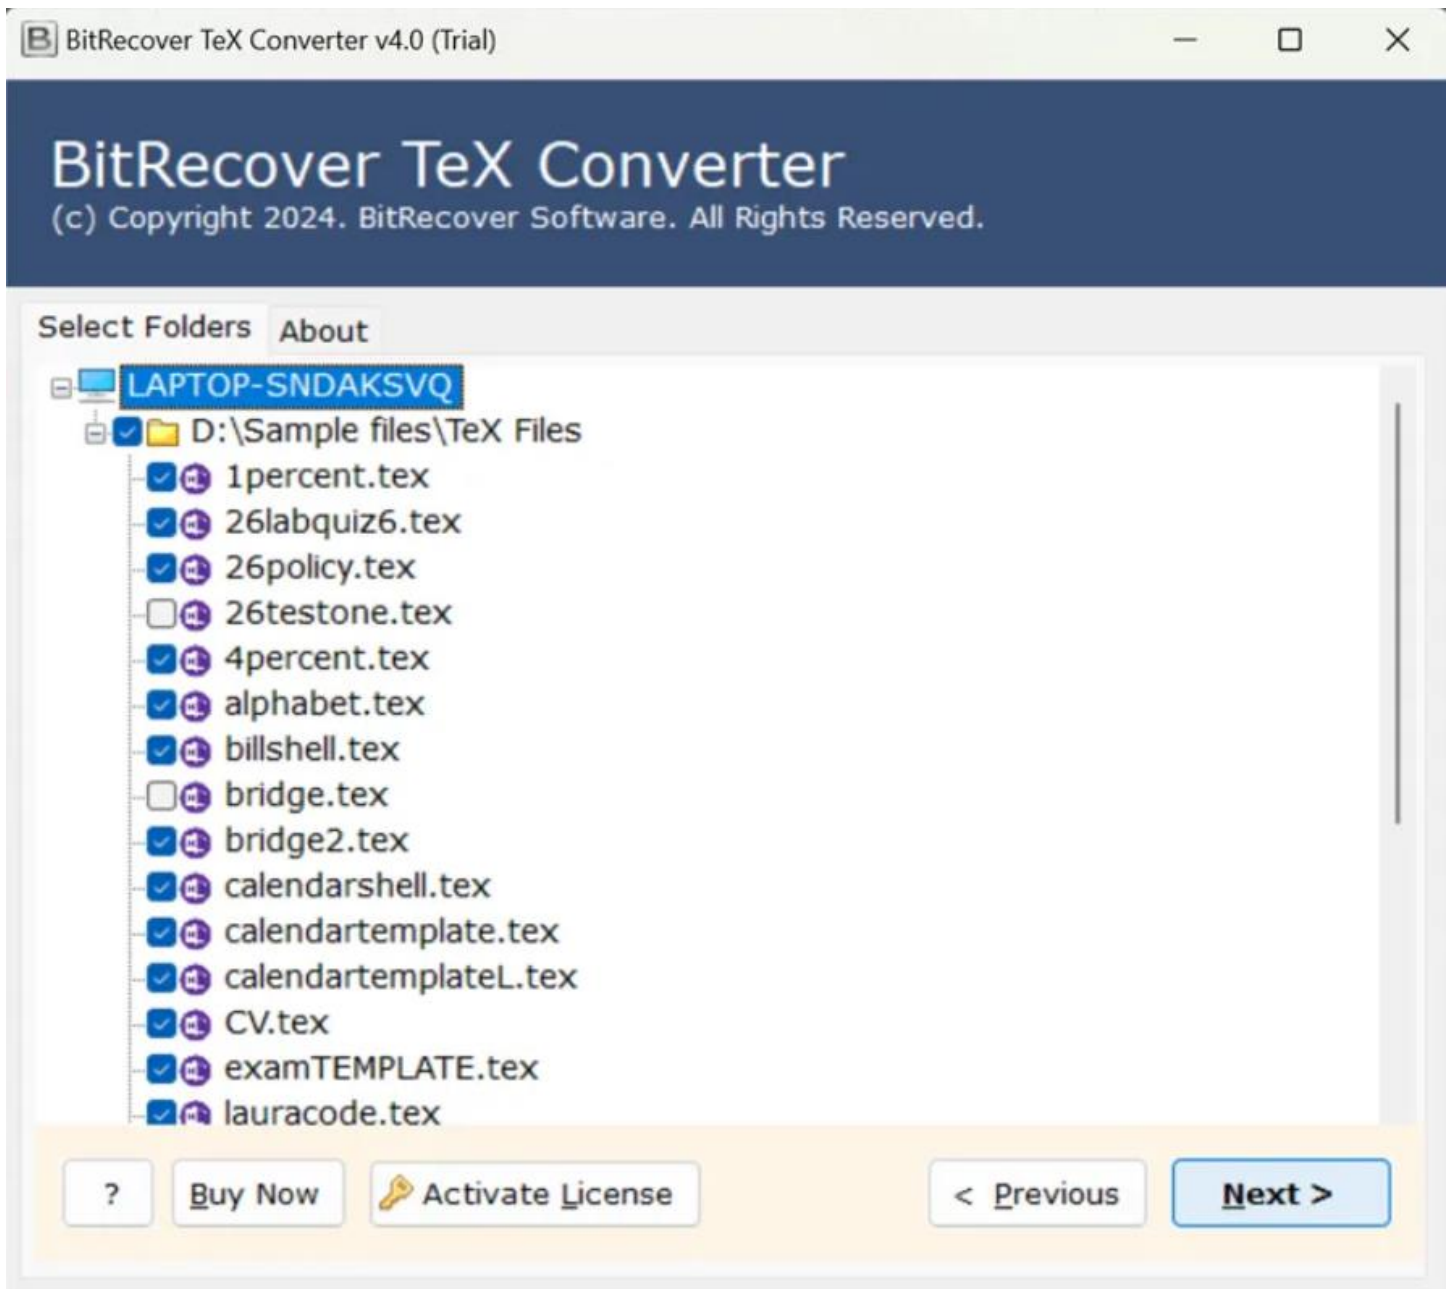 BitRecover TeX Converter v4.0 (Trial)
BitRecover TeX Converter
(c) Copyright 2024. BitRecover Software. All Rights Reserved.
Select Folders About
LAPTOP-SNDAKSVQ
D:\Sample files\TeX Files
1percent.tex
26labquiz6.tex
26policy.tex
26testone.tex
4percent.tex
alphabet.tex
billshell.tex
bridge.tex
bridge2.tex
calendarshell.tex
calendartemplate.tex
calendartemplateL.tex
CV.tex
examTEMPLATE.tex
lauracode.tex
? Buy Now Activate License < Previous Next >